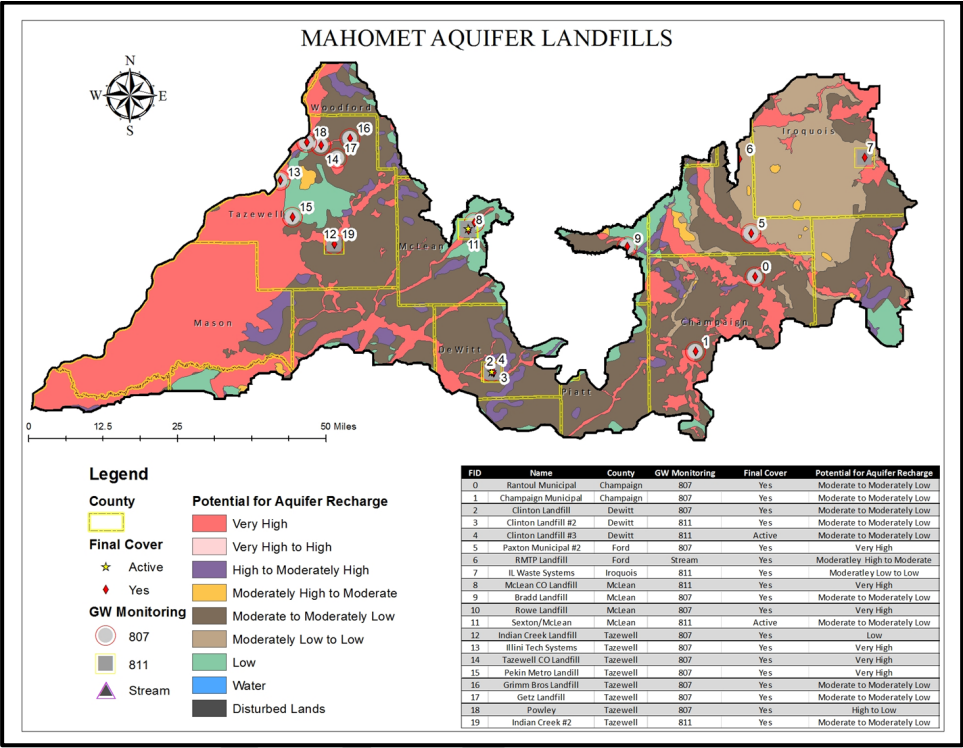 MAHOMET AQUIFER LANDFILLS
N
W E
S
Woodford
Iroquois
18 16
17
14
13
15
Tazewell
12 19
McLean
8
11
6
7
5
9
0
Mason
Champaign
1
DeWitt
2 4
3
Piatt
0 12.5 25 50 Miles
Legend
County
Final Cover
Active
Yes
GW Monitoring
807
811
Stream
Potential for Aquifer Recharge
Very High
Very High to High
High to Moderately High
Moderately High to Moderate
Moderate to Moderately Low
Moderately Low to Low
Low
Water
Disturbed Lands
FID Name County GW Monitoring Final Cover Potential for Aquifer Recharge
0 Rantoul Municipal Champaign 807 Yes Moderate to Moderately Low
1 Champaign Municipal Champaign 807 Yes Moderate to Moderately Low
2 Clinton Landfill Dewitt 807 Yes Moderate to Moderately Low
3 Clinton Landfill #2 Dewitt 811 Yes Moderate to Moderately Low
4 Clinton Landfill #3 Dewitt 811 Active Moderate to Moderately Low
5 Paxton Municipal #2 Ford 807 Yes Very High
6 RMTP Landfill Ford Stream Yes Moderatley High to Moderate
7 IL Waste Systems Iroquois 811 Yes Moderatley Low to Low
8 McLean CO Landfill McLean 811 Yes Very High
9 Bradd Landfill McLean 807 Yes Moderate to Moderately Low
10 Rowe Landfill McLean 807 Yes Very High
11 Sexton/McLean McLean 811 Active Moderate to Moderately Low
12 Indian Creek Landfill Tazewell 807 Yes Low
13 Illini Tech Systems Tazewell 807 Yes Very High
14 Tazewell CO Landfill Tazewell 807 Yes Very High
15 Pekin Metro Landill Tazewell 807 Yes Very High
16 Grimm Bros Landfill Tazewell 807 Yes Moderate to Moderately Low
17 Getz Landfill Tazewell 807 Yes Moderate to Moderately Low
18 Powley Tazewell 807 Yes High to Low
19 Indian Creek #2 Tazewell 811 Yes Moderate to Moderately Low